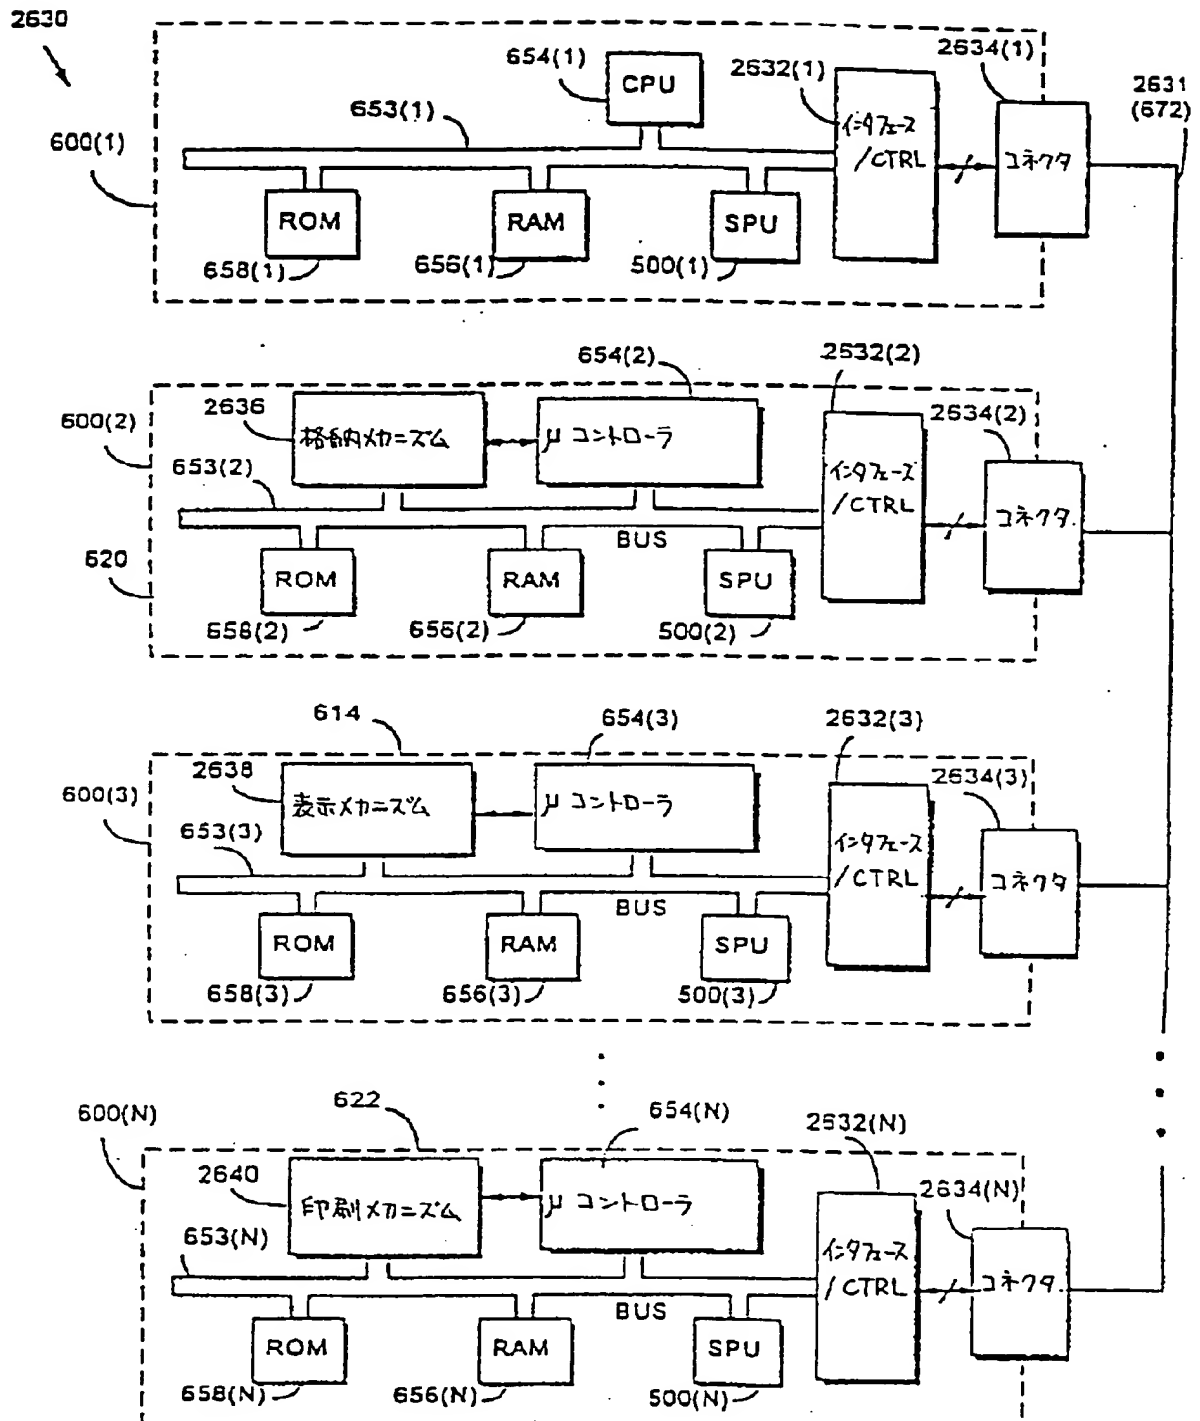 2630
654(1)
2632(1)
2634(1)
2631
(672)
CPU
653(1)
600(1)
インタフェース
/CTRL
コネクタ
ROM
RAM
SPU
658(1)
656(1)
500(1)
654(2)
2632(2)
600(2)
2636
格納メカニズム
μコントローラ
2634(2)
653(2)
インタフェース
/CTRL
コネクタ
BUS
620
ROM
RAM
SPU
658(2)
656(2)
500(2)
614
654(3)
2632(3)
600(3)
2638
表示メカニズム
μコントローラ
2634(3)
653(3)
インタフェース
/CTRL
コネクタ
BUS
ROM
RAM
SPU
658(3)
656(3)
500(3)
600(N)
622
654(N)
2632(N)
2640
印刷メカニズム
μコントローラ
2634(N)
653(N)
インタフェース
/CTRL
コネクタ
BUS
ROM
RAM
SPU
658(N)
656(N)
500(N)